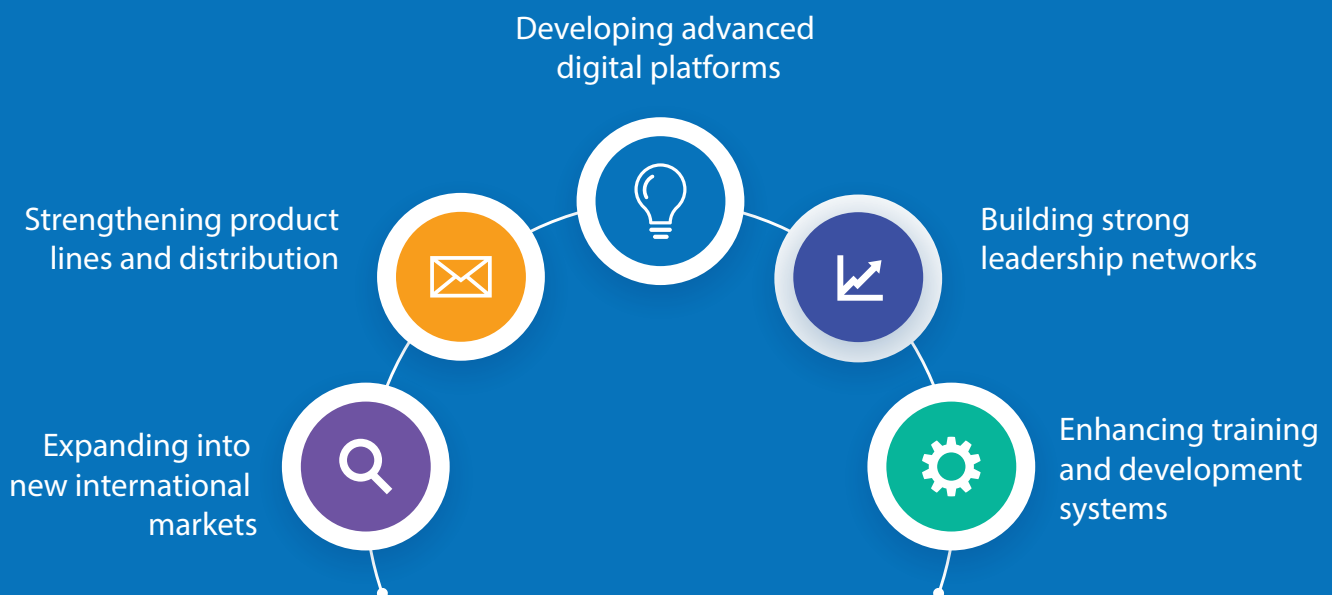 Developing advanced
digital platforms
Strengthening product
lines and distribution
Building strong
leadership networks
Expanding into
new international
markets
Enhancing training
and development
systems